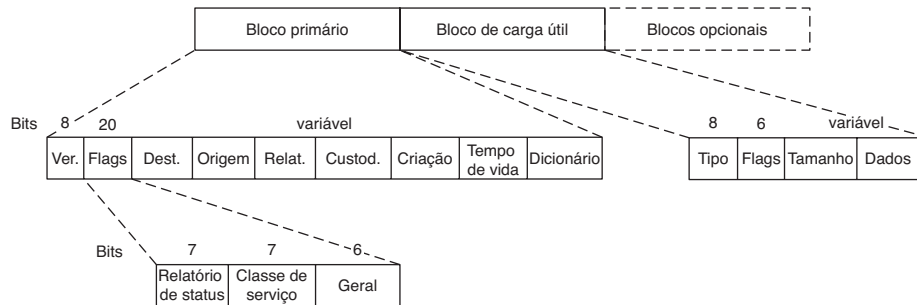 Bloco primário Bloco de carga útil Blocos opcionais
Bits 8 20 variável
Ver. Flags Dest. Origem Relat. Custod. Criação Tempo de vida Dicionário
8 6 variável
Tipo Flags Tamanho Dados
Bits 7 7 6
Relatório de status Classe de serviço Geral